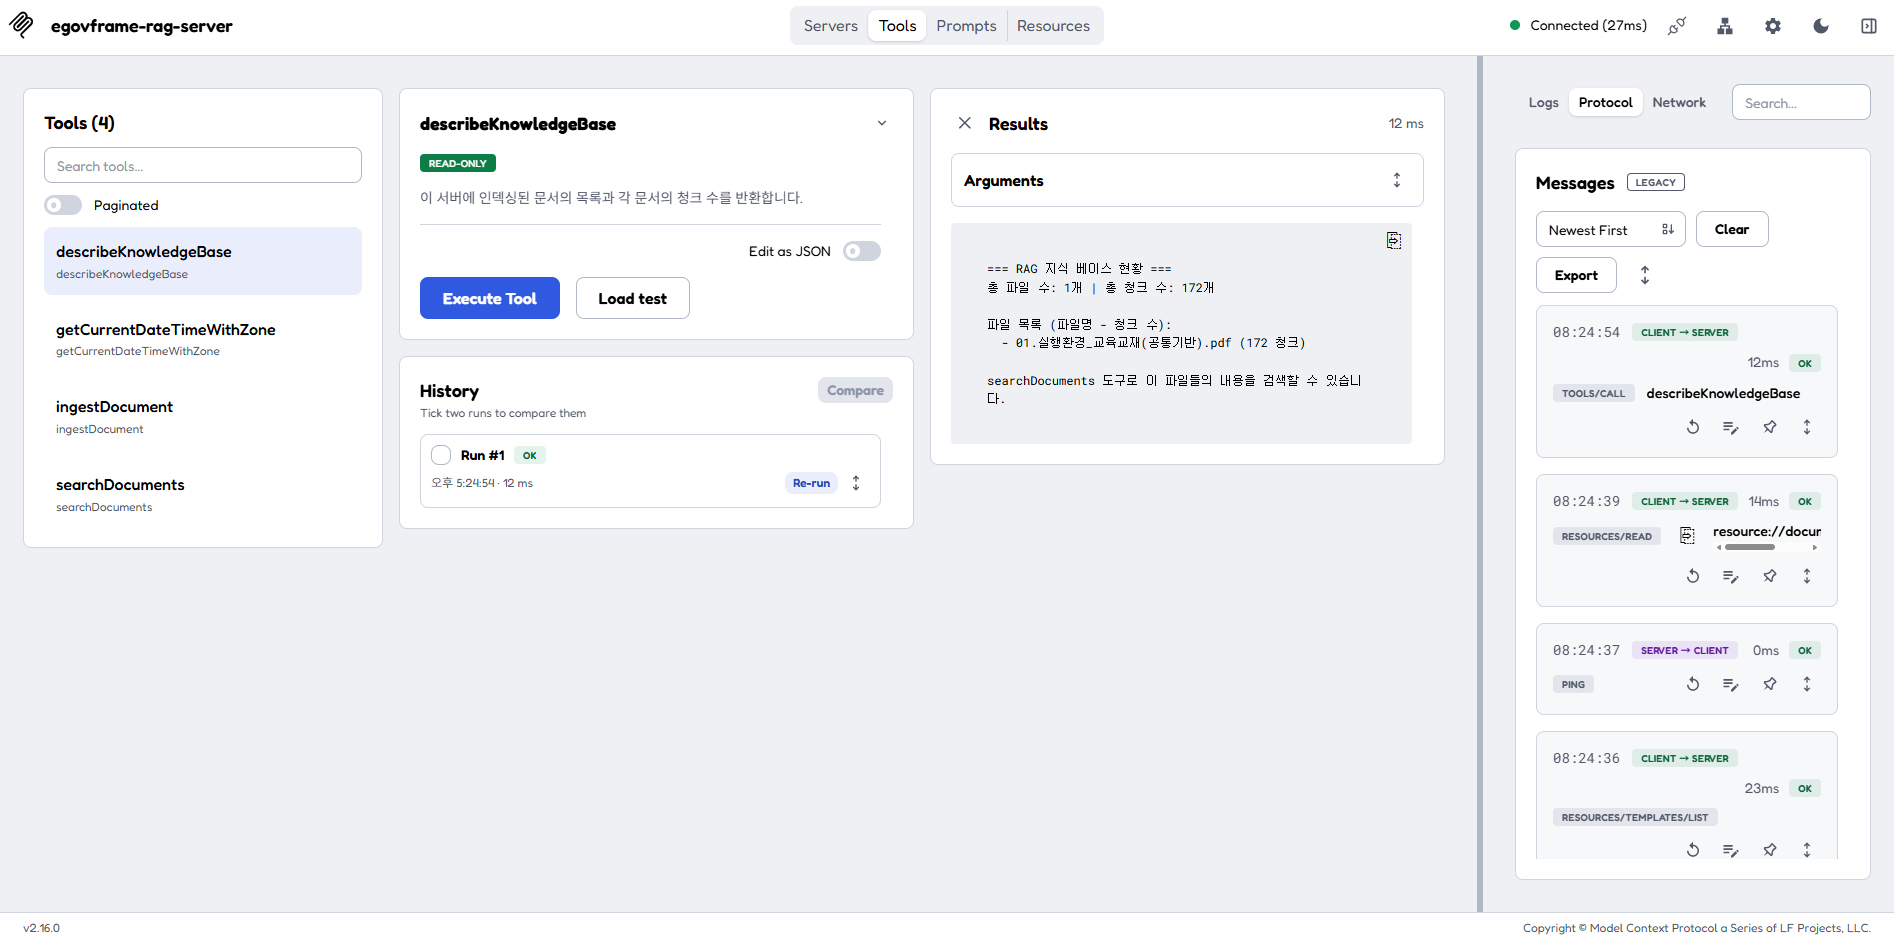 egovframe-rag-server
Servers
Tools
Prompts
Resources
Connected (27ms)
Tools (4)
Search tools...
Paginated
describeKnowledgeBase
describeKnowledgeBase
getCurrentDateTimeWithZone
getCurrentDateTimeWithZone
ingestDocument
ingestDocument
searchDocuments
searchDocuments
describeKnowledgeBase
READ-ONLY
이 서버에 인덱싱된 문서의 목록과 각 문서의 청크 수를 반환합니다.
Edit as JSON
Execute Tool
Load test
History
Compare
Tick two runs to compare them
Run #1
OK
오후 5:24:54 · 12 ms
Re-run
Results
12 ms
Arguments
=== RAG 지식 베이스 현황 ===
총 파일 수: 1개 | 총 청크 수: 172개
파일 목록 (파일명 - 청크 수):
- 01.실행환경_교육교재(공통기반).pdf (172 청크)
searchDocuments 도구로 이 파일들의 내용을 검색할 수 있습니
다.
Logs
Protocol
Network
Search...
Messages
LEGACY
Newest First
Clear
Export
08:24:54
CLIENT → SERVER
12ms
OK
TOOLS/CALL
describeKnowledgeBase
08:24:39
CLIENT → SERVER
14ms
OK
RESOURCES/READ
resource://docur
08:24:37
SERVER → CLIENT
0ms
OK
PING
08:24:36
CLIENT → SERVER
23ms
OK
RESOURCES/TEMPLATES/LIST
v2.16.0
Copyright © Model Context Protocol a Series of LF Projects, LLC.